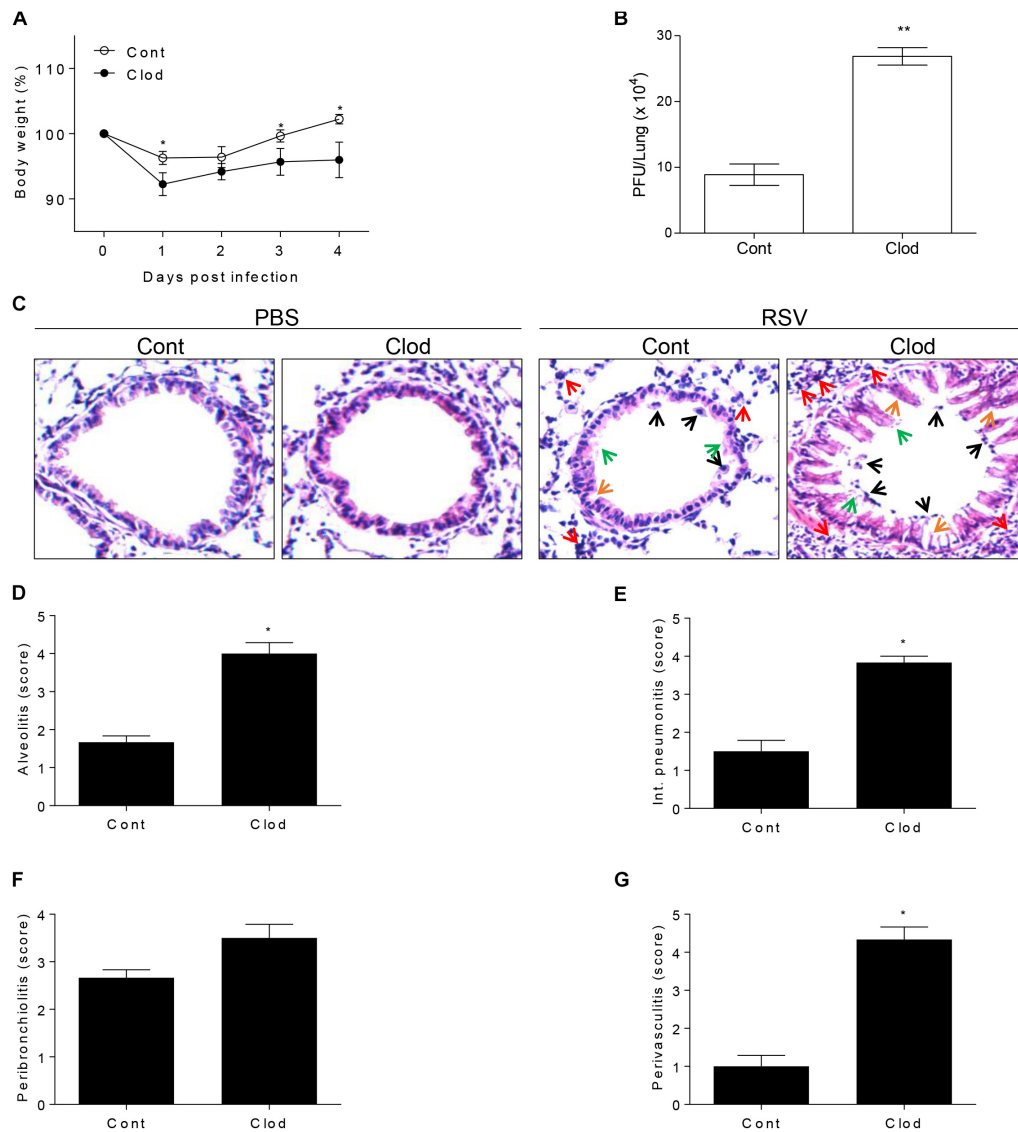 A
Cont
Clod
110
100
90
Body weight (%)
*
*
*
0 1 2 3 4
Days post infection
B
30
20
10
0
PFU/Lung (x 10⁴)
**
Cont Clod
C
PBS RSV
Cont Clod Cont Clod
D
5
4
3
2
1
0
Alveolitis (score)
*
Cont Clod
E
5
4
3
2
1
0
Int. pneumonitis (score)
*
Cont Clod
F
4
3
2
1
0
Peribronchiolitis (score)
Cont Clod
G
5
4
3
2
1
0
Perivasculitis (score)
*
Cont Clod